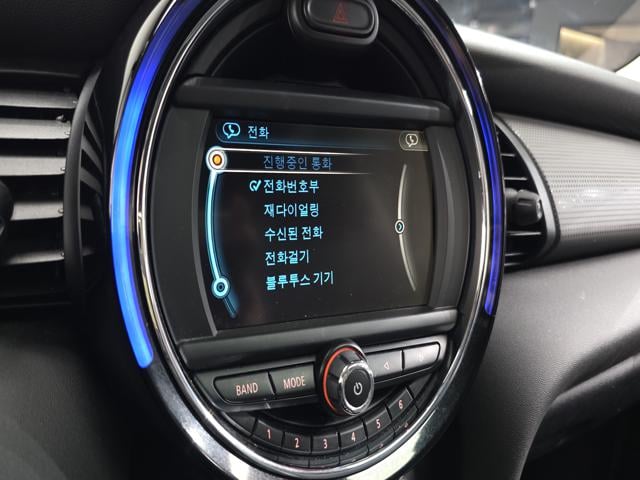 전화
진행중인 통화
전화번호부
재다이얼링
수신된 전화
전화걸기
블루투스 기기
BAND
MODE
1
2
3
4
5
6